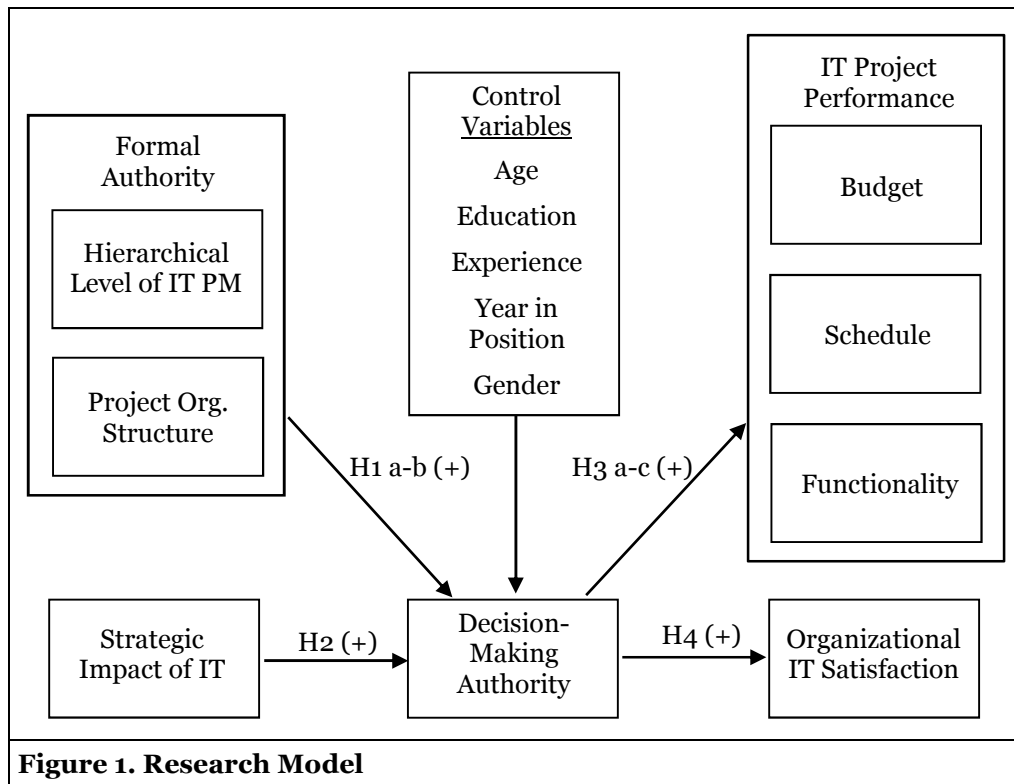 Formal
Authority
Hierarchical
Level of IT PM
Project Org.
Structure
Control
Variables
Age
Education
Experience
Year in
Position
Gender
IT Project
Performance
Budget
Schedule
Functionality
H1 a-b (+)
H3 a-c (+)
Strategic
Impact of IT
H2 (+)
Decision-
Making
Authority
H4 (+)
Organizational
IT Satisfaction
Figure 1. Research Model